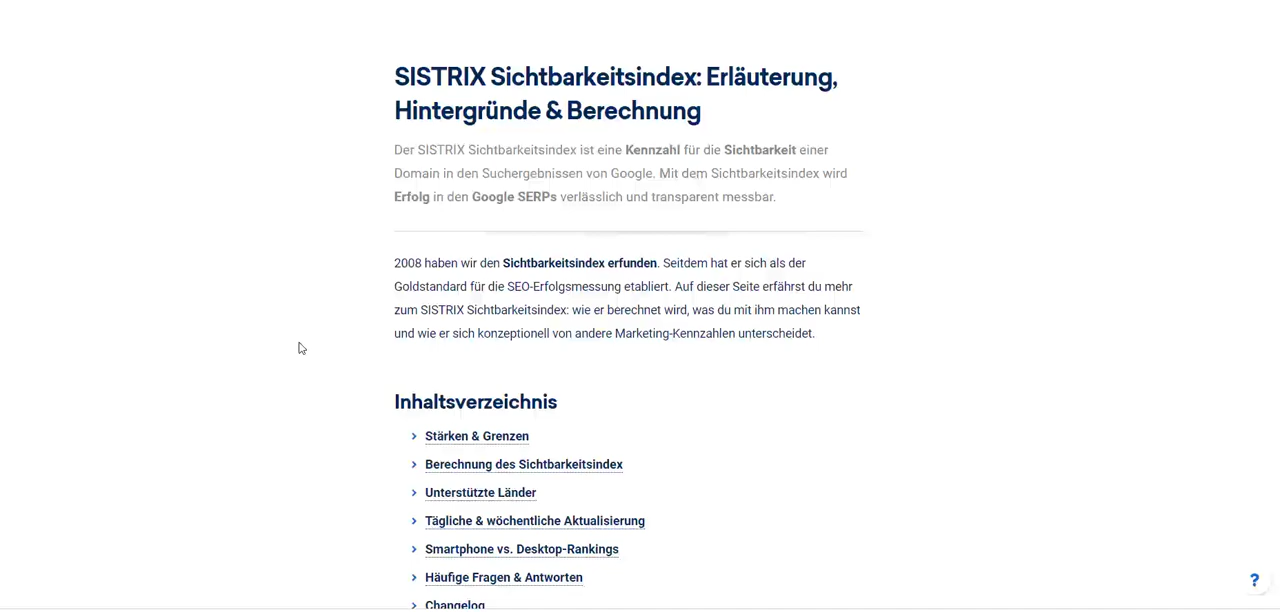 SISTRIX Sichtbarkeitsindex: Erläuterung,
Hintergründe & Berechnung
Der SISTRIX Sichtbarkeitsindex ist eine Kennzahl für die Sichtbarkeit einer
Domain in den Suchergebnissen von Google. Mit dem Sichtbarkeitsindex wird
Erfolg in den Google SERPs verlässlich und transparent messbar.
2008 haben wir den Sichtbarkeitsindex erfunden. Seitdem hat er sich als der
Goldstandard für die SEO-Erfolgsmessung etabliert. Auf dieser Seite erfährst du mehr
zum SISTRIX Sichtbarkeitsindex: wie er berechnet wird, was du mit ihm machen kannst
und wie er sich konzeptionell von andere Marketing-Kennzahlen unterscheidet.
Inhaltsverzeichnis
Stärken & Grenzen
Berechnung des Sichtbarkeitsindex
Unterstützte Länder
Tägliche & wöchentliche Aktualisierung
Smartphone vs. Desktop-Rankings
Häufige Fragen & Antworten
Changelog
?